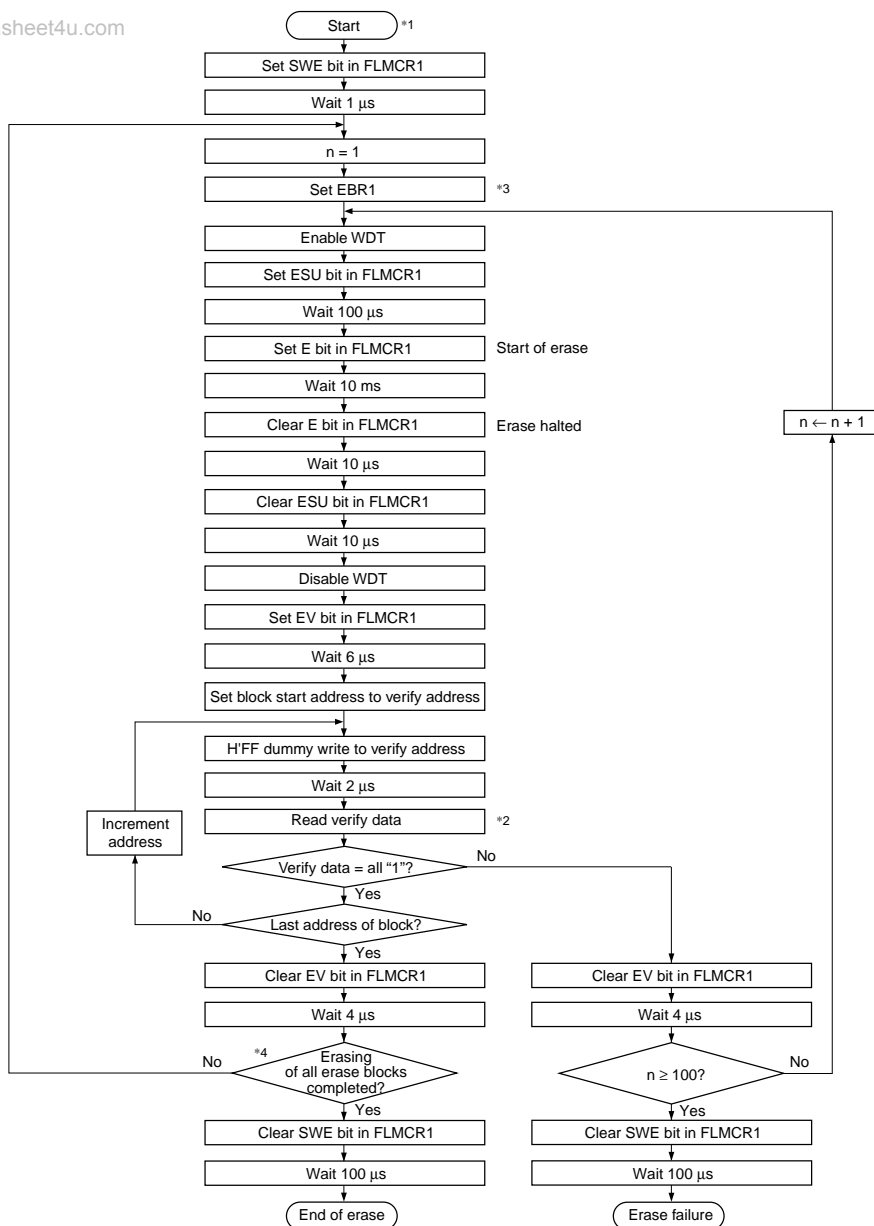 sheet4u.com
Start
*1
Set SWE bit in FLMCR1
Wait 1 μs
n = 1
Set EBR1
*3
Enable WDT
Set ESU bit in FLMCR1
Wait 100 μs
Set E bit in FLMCR1
Start of erase
Wait 10 ms
Clear E bit in FLMCR1
Erase halted
n ← n + 1
Wait 10 μs
Clear ESU bit in FLMCR1
Wait 10 μs
Disable WDT
Set EV bit in FLMCR1
Wait 6 μs
Set block start address to verify address
H'FF dummy write to verify address
Wait 2 μs
Increment
address
Read verify data
*2
Verify data = all “1”?
No
Yes
No
Last address of block?
Yes
Clear EV bit in FLMCR1
Clear EV bit in FLMCR1
Wait 4 μs
Wait 4 μs
No
*4
Erasing
of all erase blocks
completed?
n ≥ 100?
No
Yes
Yes
Clear SWE bit in FLMCR1
Clear SWE bit in FLMCR1
Wait 100 μs
Wait 100 μs
End of erase
Erase failure